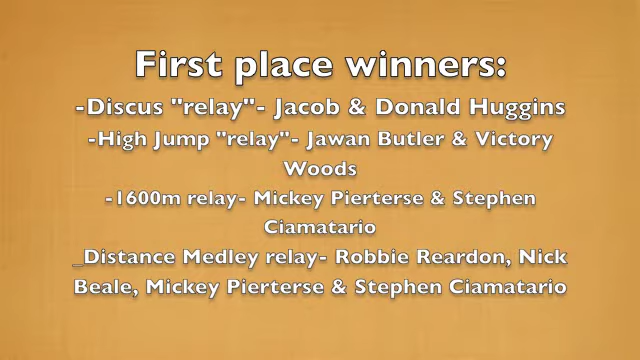 First place winners:
-Discus "relay"- Jacob & Donald Huggins
-High Jump "relay"- Jawan Butler & Victory
Woods
-1600m relay- Mickey Pierterse & Stephen
Ciamatario
_Distance Medley relay- Robbie Reardon, Nick
Beale, Mickey Pierterse & Stephen Ciamatario